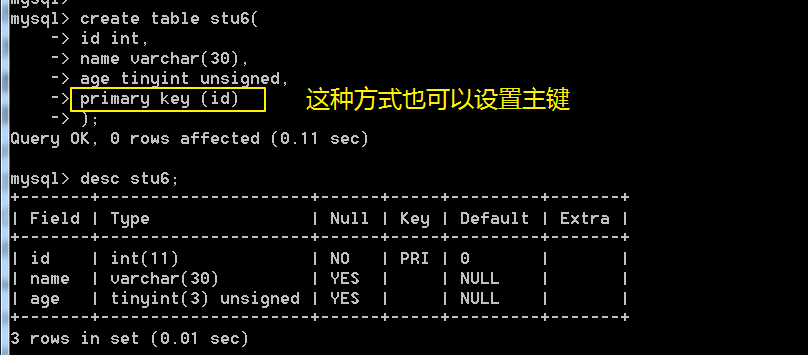 mysql>
mysql> create table stu6(
    -> id int,
    -> name varchar(30),
    -> age tinyint unsigned,
    -> primary key (id) 这种方式也可以设置主键
    -> );
Query OK, 0 rows affected (0.11 sec)

mysql> desc stu6;
+-------+---------------------+------+-----+---------+-------+
| Field | Type                | Null | Key | Default | Extra |
+-------+---------------------+------+-----+---------+-------+
| id    | int(11)             | NO   | PRI | 0       |       |
| name  | varchar(30)         | YES  |     | NULL    |       |
| age   | tinyint(3) unsigned | YES  |     | NULL    |       |
+-------+---------------------+------+-----+---------+-------+
3 rows in set (0.01 sec)